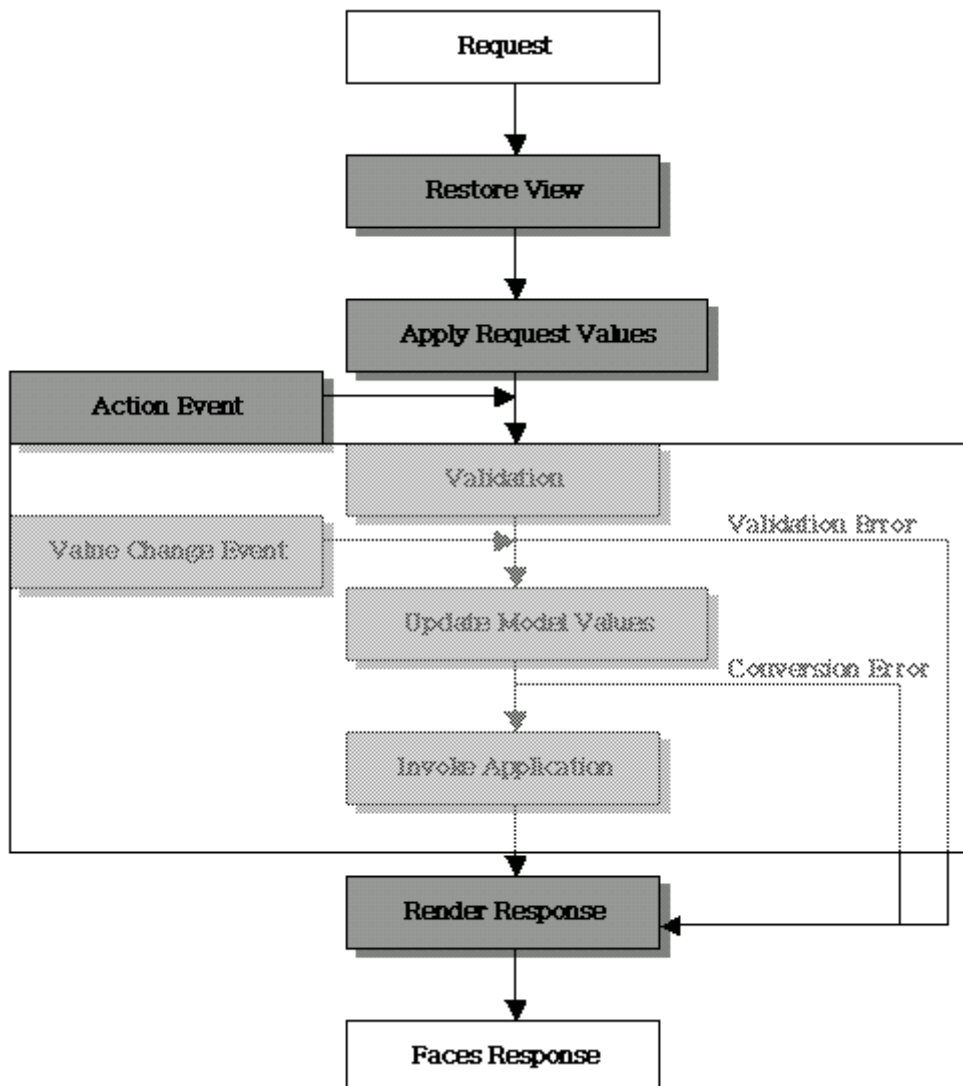 Request
Restore View
Apply Request Values
Action Event
Validation
Validation Error
Value Change Event
Update Model Values
Conversion Error
Invoke Application
Render Response
Faces Response